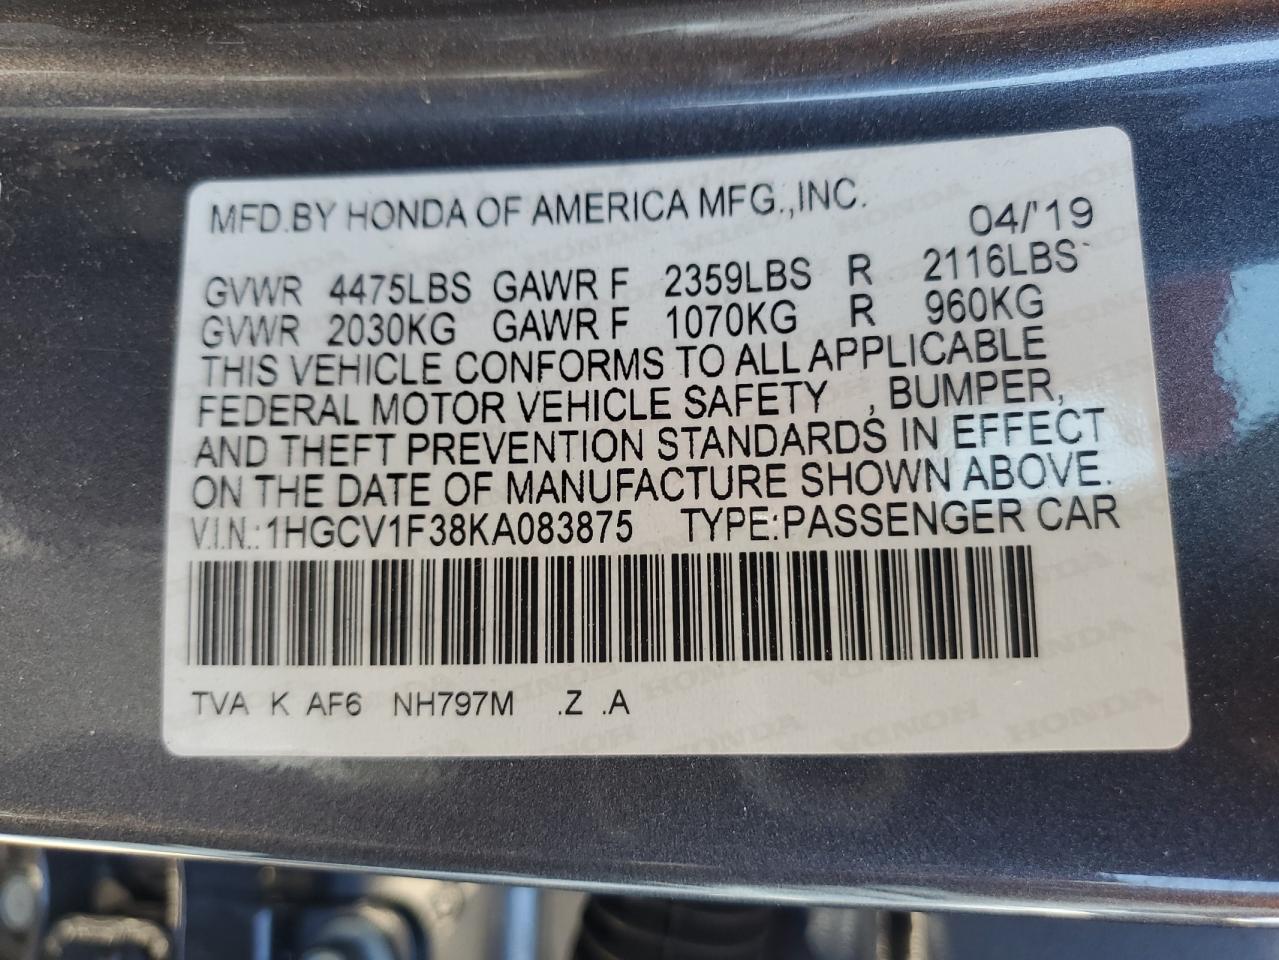 MFD.BY HONDA OF AMERICA MFG.,INC. 04/'19
GVWR 4475LBS GAWR F 2359LBS R 2116LBS
GVWR 2030KG GAWR F 1070KG R 960KG
THIS VEHICLE CONFORMS TO ALL APPLICABLE
FEDERAL MOTOR VEHICLE SAFETY , BUMPER,
AND THEFT PREVENTION STANDARDS IN EFFECT
ON THE DATE OF MANUFACTURE SHOWN ABOVE.
V.I.N.:1HGCV1F38KA083875 TYPE:PASSENGER CAR
TVA K AF6 NH797M .Z .A